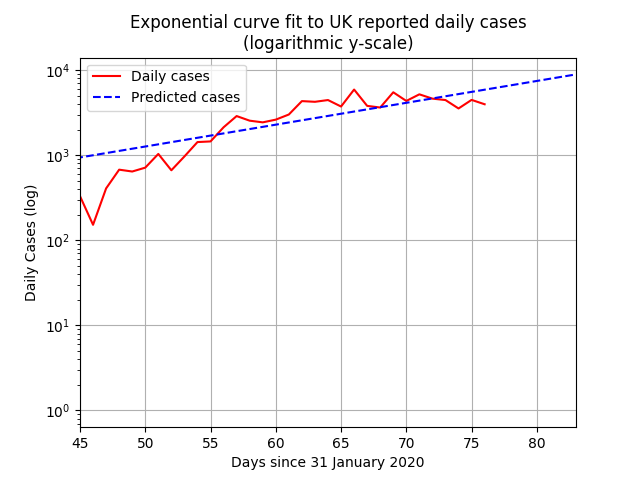 Exponential curve fit to UK reported daily cases
(logarithmic y-scale)
Daily cases
Predicted cases
10⁴
10³
10²
10¹
10⁰
Daily Cases (log)
45 50 55 60 65 70 75 80
Days since 31 January 2020